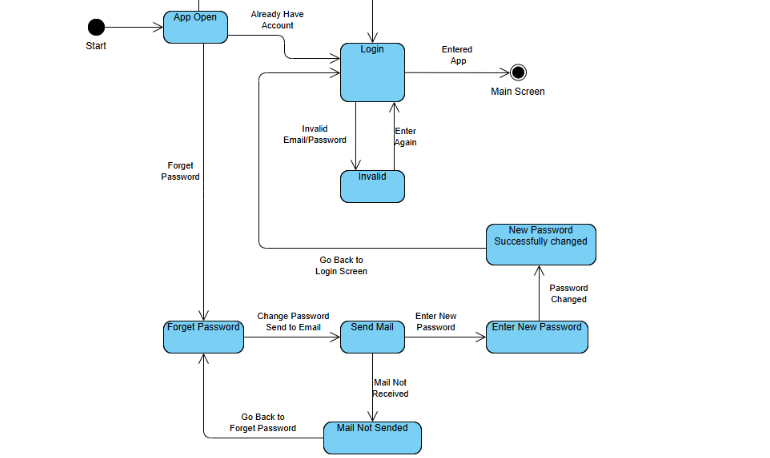 App Open
Already Have
Account
Start
Login
Entered
App
Main Screen
Invalid
Email/Password
Enter
Again
Forget
Password
Invalid
New Password
Successfully changed
Go Back to
Login Screen
Password
Changed
Forget Password
Change Password
Send to Email
Send Mail
Enter New
Password
Enter New Password
Mail Not
Received
Go Back to
Forget Password
Mail Not Sended